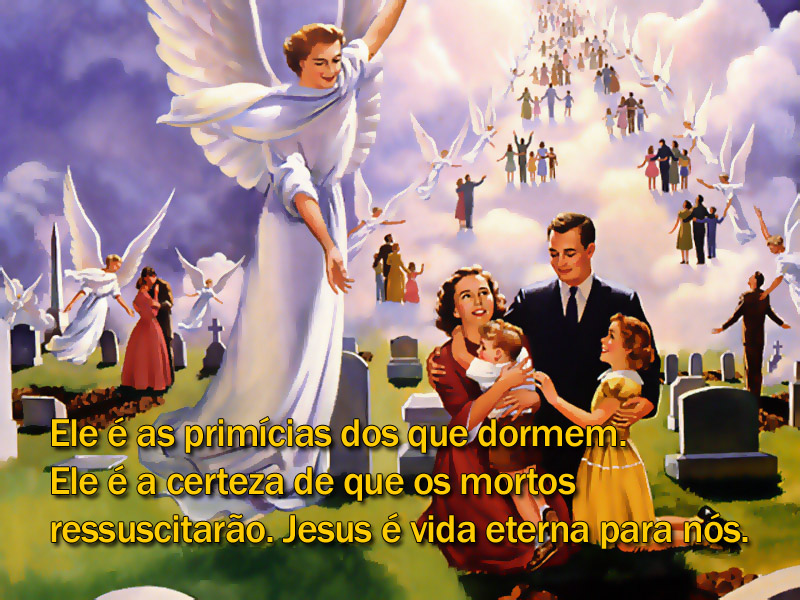 Ele é as primícias dos que dormem.
Ele é a certeza de que os mortos
ressuscitarão. Jesus é vida eterna para nós.